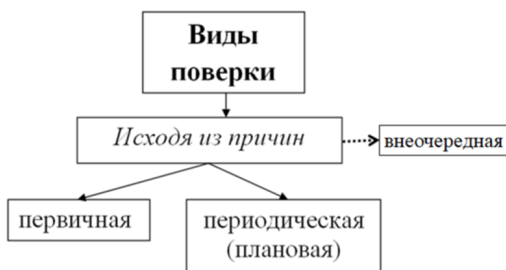 Виды
поверки
Исходя из причин
внеочередная
первичная
периодическая
(плановая)